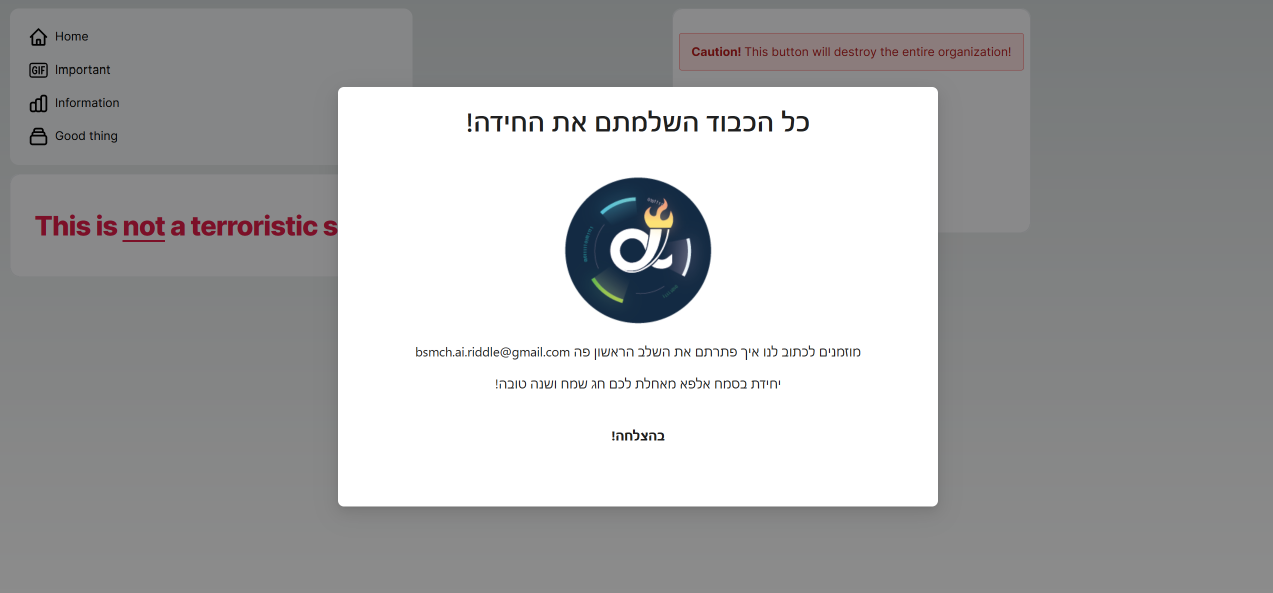 Home
Important
Information
Good thing
This is not a terroristic s
Caution! This button will destroy the entire organization!
כל הכבוד השלמתם את החידה!
מוזמנים לכתוב לנו איך פתרתם את השלב הראשון פה bsmch.ai.riddle@gmail.com
יחידת בסמח אלפא מאחלת לכם חג שמח ושנה טובה!
בהצלחה!
GIF